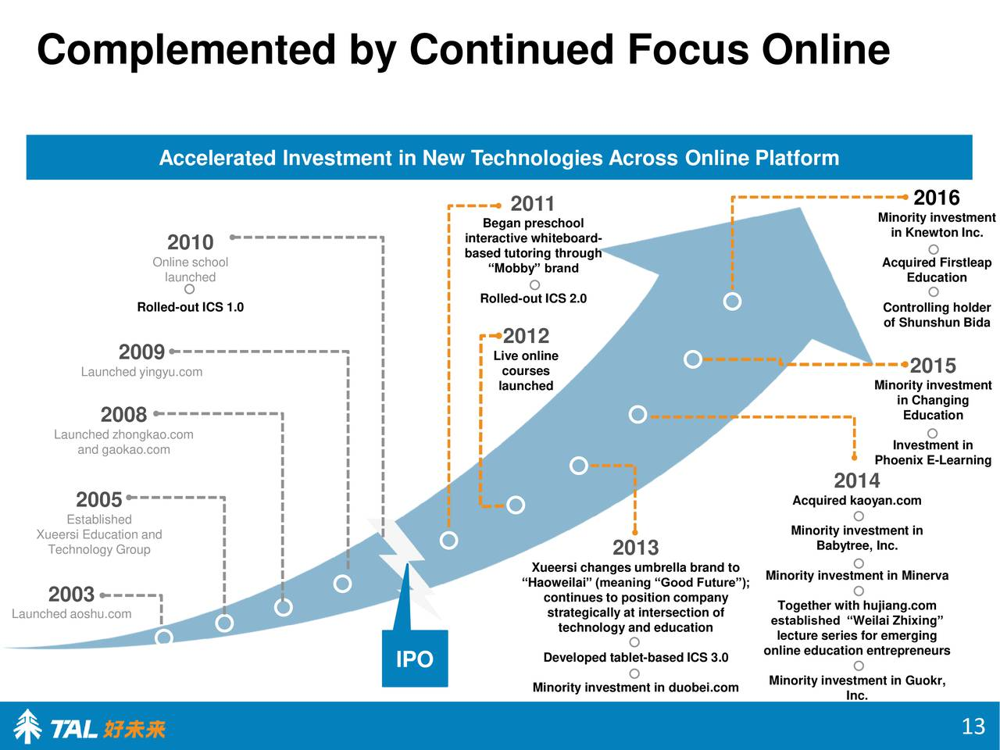 Complemented by Continued Focus Online
Accelerated Investment in New Technologies Across Online Platform
2003
Launched aoshu.com
2005
Established
Xueersi Education and
Technology Group
2008
Launched zhongkao.com
and gaokao.com
2009
Launched yingyu.com
2010
Online school
launched
Rolled-out ICS 1.0
IPO
2011
Began preschool
interactive whiteboard-
based tutoring through
“Mobby” brand
Rolled-out ICS 2.0
2012
Live online
courses
launched
2013
Xueersi changes umbrella brand to
“Haoweilai” (meaning “Good Future”);
continues to position company
strategically at intersection of
technology and education
Developed tablet-based ICS 3.0
Minority investment in duobei.com
2014
Acquired kaoyan.com
Minority investment in
Babytree, Inc.
Minority investment in Minerva
Together with hujiang.com
established “Weilai Zhixing”
lecture series for emerging
online education entrepreneurs
Minority investment in Guokr,
Inc.
2015
Minority investment
in Changing
Education
Investment in
Phoenix E-Learning
2016
Minority investment
in Knewton Inc.
Acquired Firstleap
Education
Controlling holder
of Shunshun Bida
TAL 好未来
13